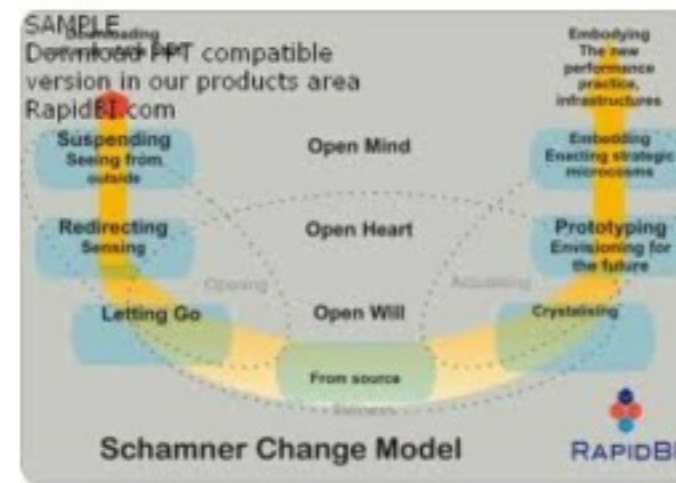 SAMPLE
Downloading
Download PPT compatible
version in our products area
RapidBI.com
Suspending
Seeing from
outside
Redirecting
Sensing
Letting Go
Open Mind
Open Heart
Open Will
Opening
Actualising
From source
Embodying
The new
performance
practice,
infrastructures
Embedding
Enacting strategic
microcosms
Prototyping
Envisioning for
the future
Crystalising
Schamner Change Model
RAPIDBI